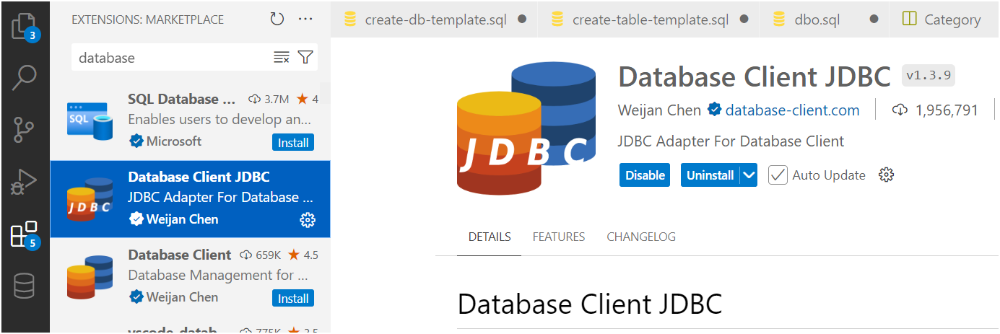 EXTENSIONS: MARKETPLACE
3
database
SQL Database ... 3.7M 4
Enables users to develop an...
SQL
Microsoft
Install
Database Client JDBC
JDBC Adapter For Database ...
JDBC
Weijan Chen
5
Database Client 659K 4.5
Database Management for ...
Weijan Chen
Install
775K 3.5
create-db-template.sql
create-table-template.sql
dbo.sql
Category
JDBC
Database Client JDBC v1.3.9
Weijan Chen database-client.com 1,956,791
JDBC Adapter For Database Client
Disable Uninstall Auto Update
DETAILS FEATURES CHANGELOG
Database Client JDBC